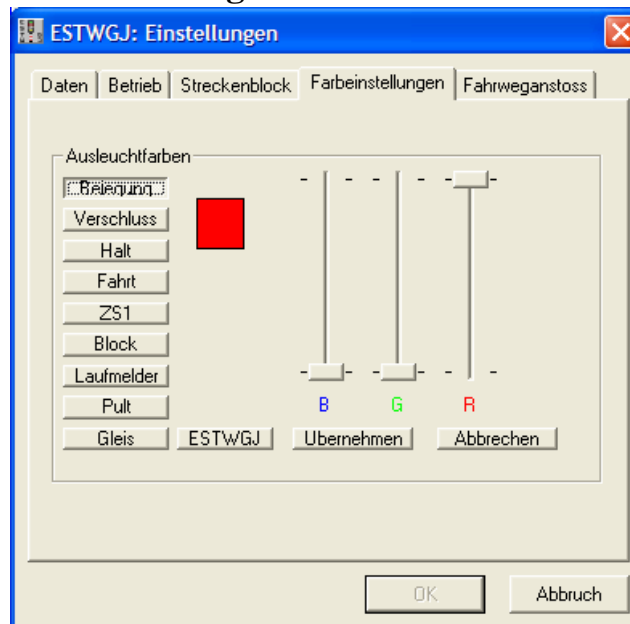 ESTWGJ: Einstellungen
Daten Betrieb Streckenblock Farbeinstellungen Fahrweganstoss
Ausleuchtfarben
Belegung
Verschluss
Halt
Fahrt
ZS1
Block
Laufmelder
Pult B G R
Gleis ESTWGJ Ubernehmen Abbrechen
OK Abbruch